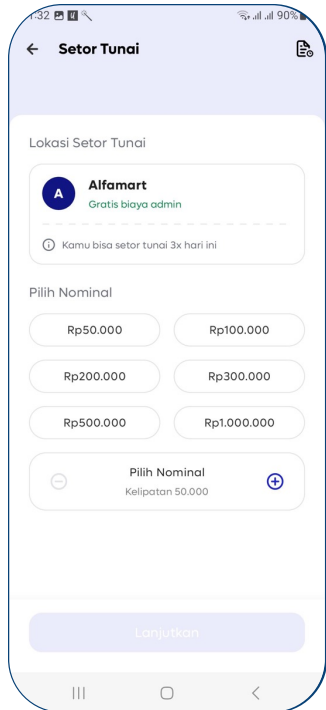 1:32 90%
Setor Tunai
Lokasi Setor Tunai
A
Alfamart
Gratis biaya admin
Kamu bisa setor tunai 3x hari ini
Pilih Nominal
Rp50.000 Rp100.000
Rp200.000 Rp300.000
Rp500.000 Rp1.000.000
Pilih Nominal
Kelipatan 50.000
Lanjutkan